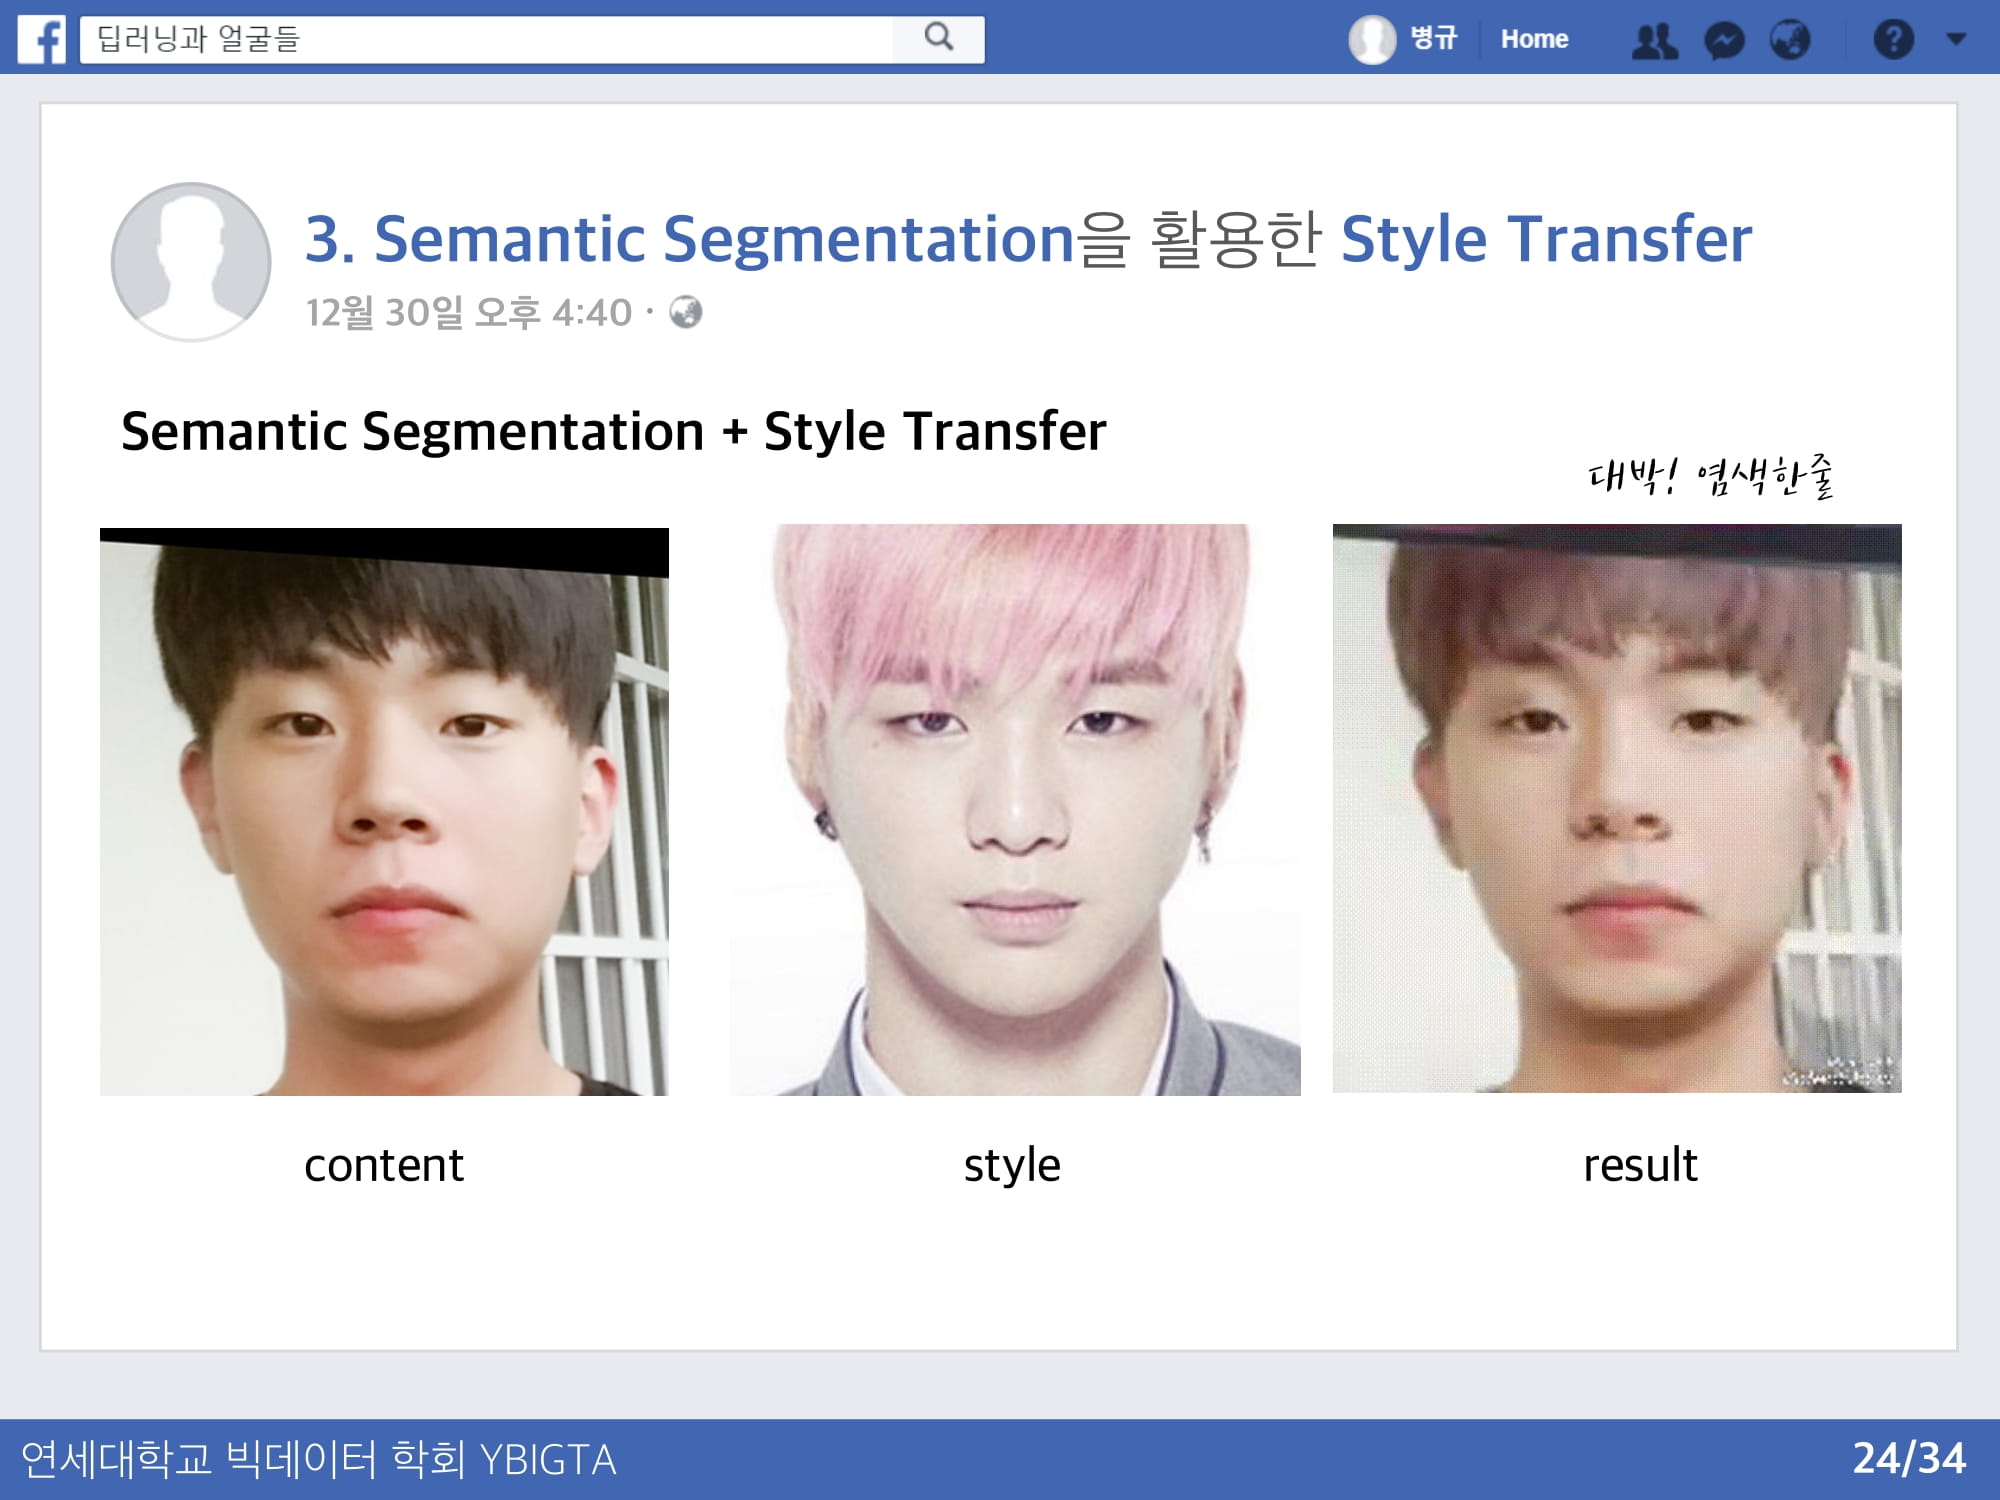 f 딥러닝과 얼굴들
병규 Home ?
3. Semantic Segmentation을 활용한 Style Transfer
12월 30일 오후 4:40 ·
Semantic Segmentation + Style Transfer
대박! 염색한줄
content style result
연세대학교 빅데이터 학회 YBIGTA 24/34